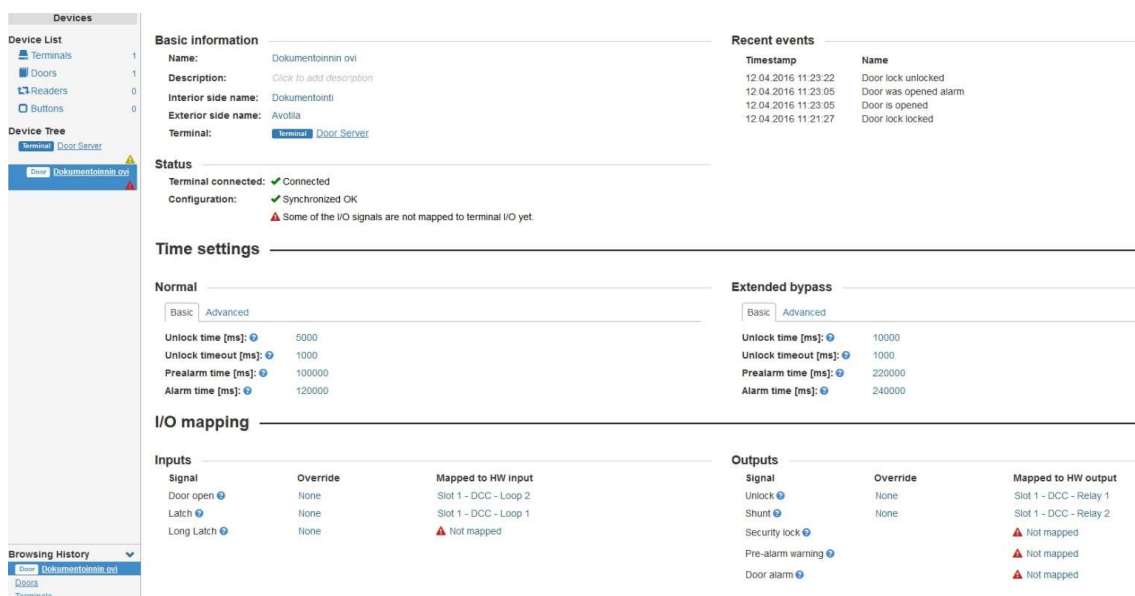 Devices
Device List
Terminals 1
Doors 1
Readers 0
Buttons 0
Device Tree
Terminal Door Server
Door Dokumentoinnin ovi
Browsing History
Door Dokumentoinnin ovi
Doors
Terminals
Basic information
Name: Dokumentoinnin ovi
Description: Click to add description
Interior side name: Dokumentointi
Exterior side name: Avotila
Terminal: Terminal Door Server
Recent events
Timestamp Name
12.04.2016 11:23:22 Door lock unlocked
12.04.2016 11:23:05 Door was opened alarm
12.04.2016 11:23:05 Door is opened
12.04.2016 11:21:27 Door lock locked
Status
Terminal connected: Connected
Configuration: Synchronized OK
Some of the I/O signals are not mapped to terminal I/O yet.
Time settings
Normal
Basic Advanced
Unlock time [ms]: 5000
Unlock timeout [ms]: 1000
Prealarm time [ms]: 100000
Alarm time [ms]: 120000
Extended bypass
Basic Advanced
Unlock time [ms]: 10000
Unlock timeout [ms]: 1000
Prealarm time [ms]: 220000
Alarm time [ms]: 240000
I/O mapping
Inputs
Signal Override Mapped to HW input
Door open None Slot 1 - DCC - Loop 2
Latch None Slot 1 - DCC - Loop 1
Long Latch None Not mapped
Outputs
Signal Override Mapped to HW output
Unlock None Slot 1 - DCC - Relay 1
Shunt None Slot 1 - DCC - Relay 2
Security lock Not mapped
Pre-alarm warning Not mapped
Door alarm Not mapped